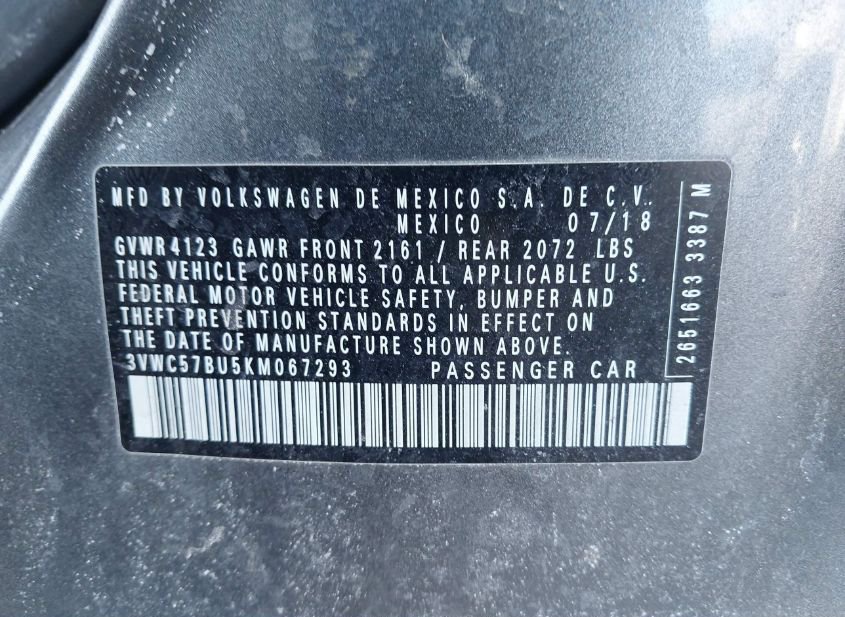 MFD BY VOLKSWAGEN DE MEXICO S.A. DE C.V.
MEXICO 07/18
GVWR 4123 GAWR FRONT 2161 / REAR 2072 LBS
THIS VEHICLE CONFORMS TO ALL APPLICABLE U.S.
FEDERAL MOTOR VEHICLE SAFETY, BUMPER AND
THEFT PREVENTION STANDARDS IN EFFECT ON
THE DATE OF MANUFACTURE SHOWN ABOVE.
3VWC57BU5KM067293 PASSENGER CAR
2651663 3387 M